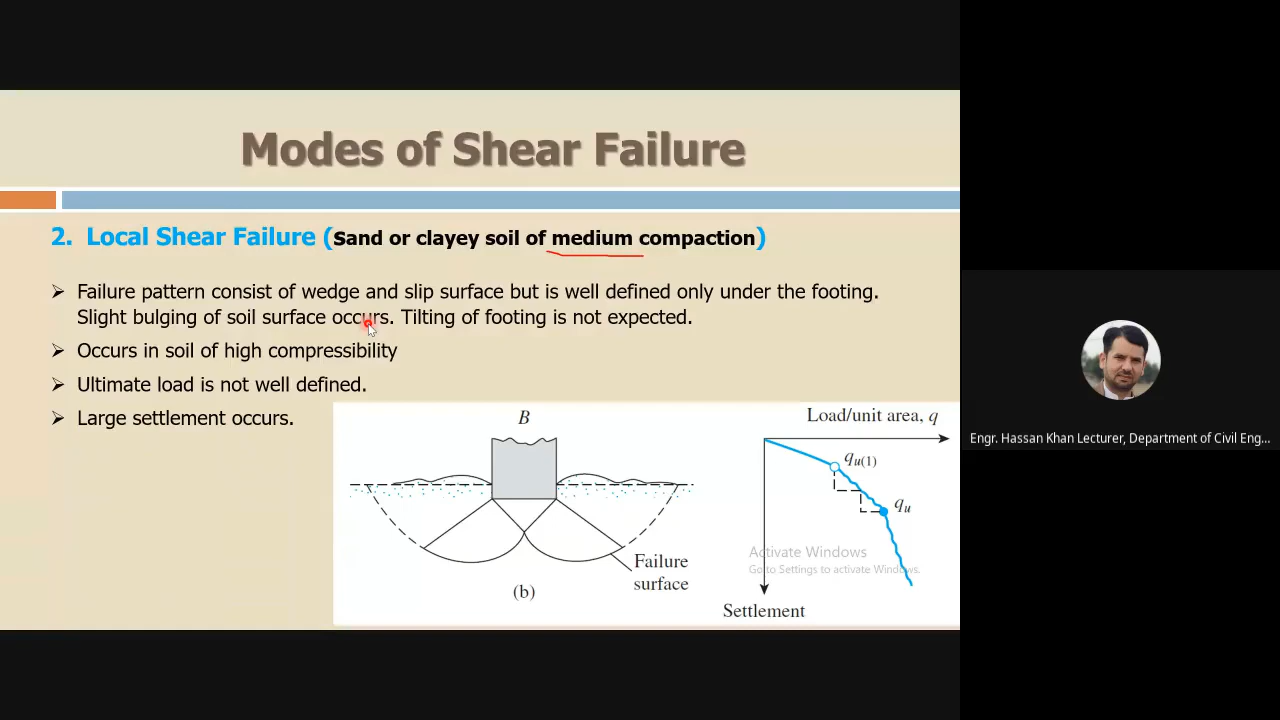 Modes of Shear Failure
2. Local Shear Failure (Sand or clayey soil of medium compaction)
➢ Failure pattern consist of wedge and slip surface but is well defined only under the footing.
Slight bulging of soil surface occurs. Tilting of footing is not expected.
➢ Occurs in soil of high compressibility
➢ Ultimate load is not well defined.
➢ Large settlement occurs.
B
Failure
surface
(b)
Load/unit area, q
qu(1)
qu
Settlement
Activate Windows
Go to Settings to activate Windows.
Engr. Hassan Khan Lecturer, Department of Civil Eng...